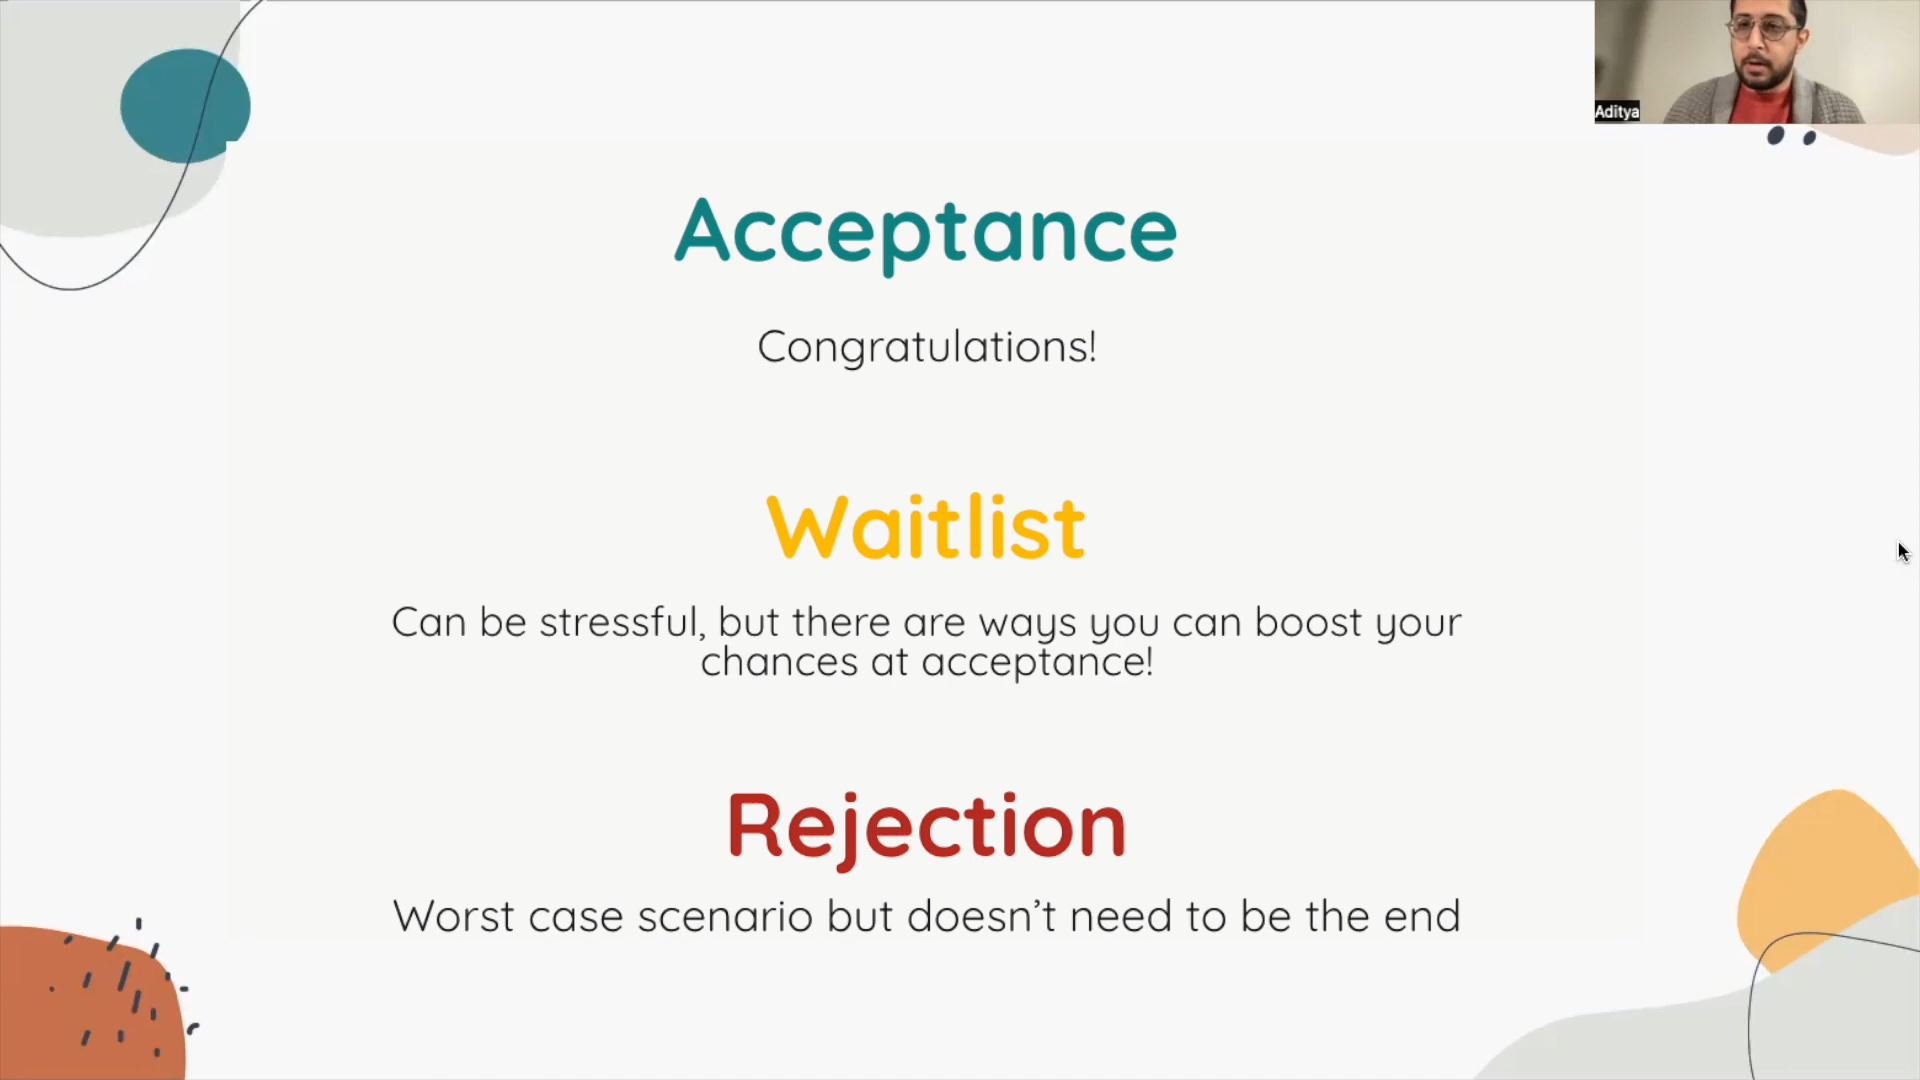 Aditya
Acceptance
Congratulations!
Waitlist
Can be stressful, but there are ways you can boost your
chances at acceptance!
Rejection
Worst case scenario but doesn’t need to be the end